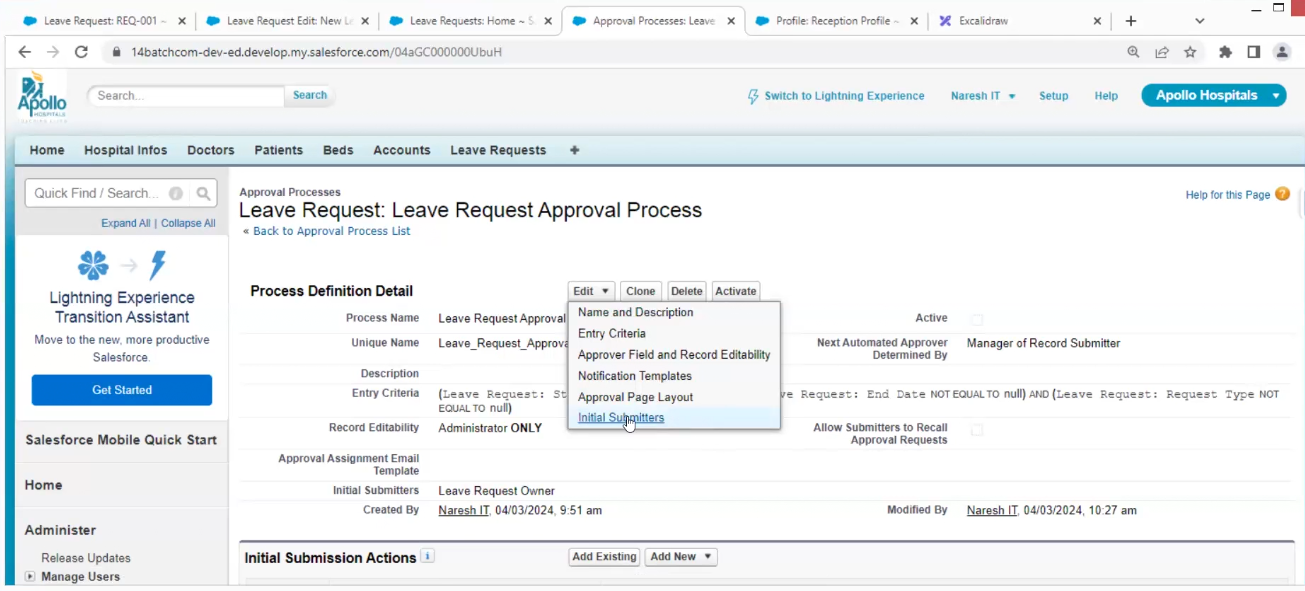 Leave Request: REQ-001 ~
Leave Request Edit: New Le
Leave Requests: Home ~ S
Approval Processes: Leave
Profile: Reception Profile ~
Excalidraw
14batchcom-dev-ed.develop.my.salesforce.com/04aGC000000UbuH
Apollo
HOSPITALS
Search...
Search
Switch to Lightning Experience
Naresh IT
Setup
Help
Apollo Hospitals
Home
Hospital Infos
Doctors
Patients
Beds
Accounts
Leave Requests
Quick Find / Search...
Expand All | Collapse All
Lightning Experience
Transition Assistant
Move to the new, more productive
Salesforce.
Get Started
Salesforce Mobile Quick Start
Home
Administer
Release Updates
Manage Users
Approval Processes
Leave Request: Leave Request Approval Process
« Back to Approval Process List
Help for this Page
Process Definition Detail
Edit
Clone
Delete
Activate
Name and Description
Entry Criteria
Approver Field and Record Editability
Notification Templates
Approval Page Layout
Initial Submitters
Process Name Leave Request Approval
Active
Unique Name Leave_Request_Approva
Next Automated Approver
Determined By
Manager of Record Submitter
Description
Entry Criteria (Leave Request: St
ve Request: End Date NOT EQUAL TO null) AND (Leave Request: Request Type NOT
EQUAL TO null)
Record Editability Administrator ONLY
Allow Submitters to Recall
Approval Requests
Approval Assignment Email
Template
Initial Submitters Leave Request Owner
Created By Naresh IT, 04/03/2024, 9:51 am
Modified By Naresh IT, 04/03/2024, 10:27 am
Initial Submission Actions
Add Existing
Add New